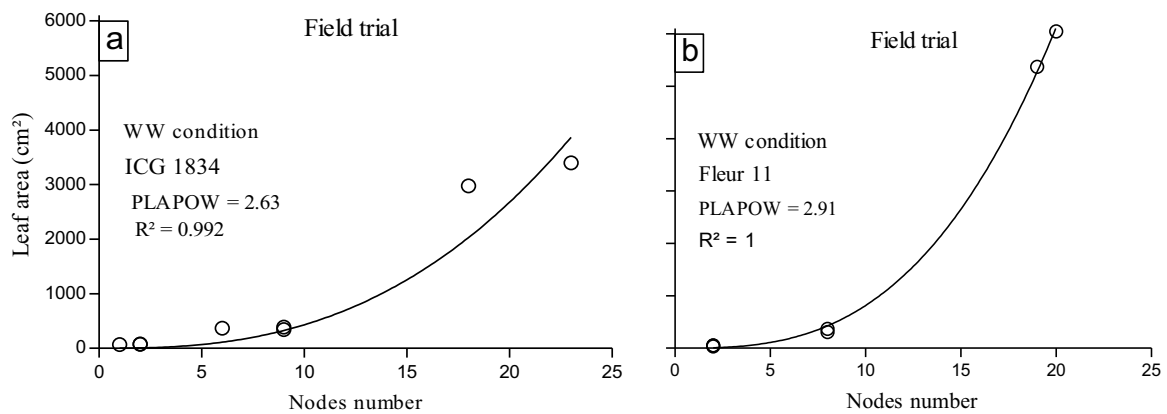 a
Field trial
WW condition
ICG 1834
PLAPOW = 2.63
R² = 0.992
Leaf area (cm²)
6000
5000
4000
3000
2000
1000
0
0 5 10 15 20 25
Nodes number
b
Field trial
WW condition
Fleur 11
PLAPOW = 2.91
R² = 1
0 5 10 15 20 25
Nodes number